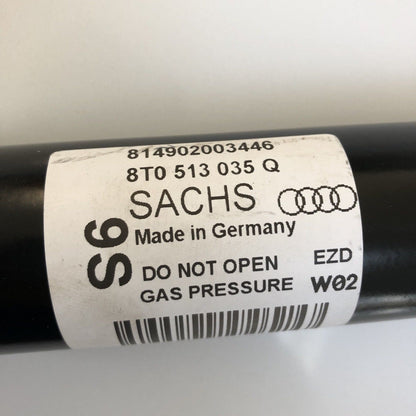 814902003446
8T0 513 035 Q
SACHS
Made in Germany
S6
DO NOT OPEN EZD
GAS PRESSURE W02